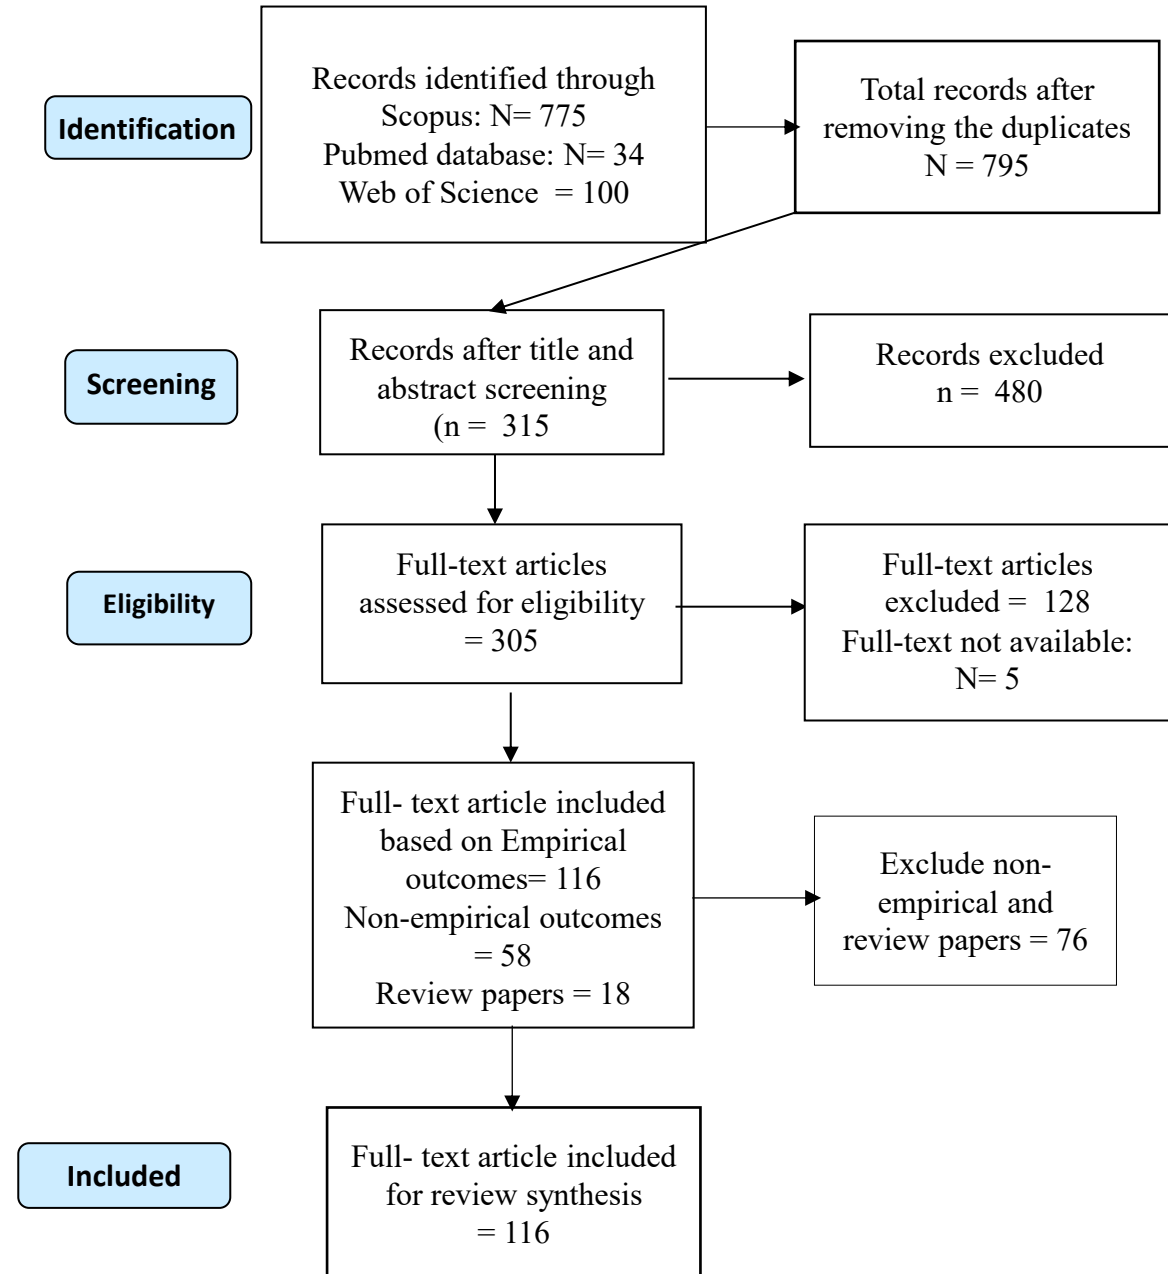 Identification
Records identified through
Scopus: N= 775
Pubmed database: N= 34
Web of Science  = 100
Total records after
removing the duplicates
N = 795
Screening
Records after title and
abstract screening
(n =  315
Records excluded
n =  480
Eligibility
Full-text articles
assessed for eligibility
= 305
Full-text articles
excluded =  128
Full-text not available:
N= 5
Full- text article included
based on Empirical
outcomes= 116
Non-empirical outcomes
= 58
Review papers = 18
Exclude non-
empirical and
review papers = 76
Included
Full- text article included
for review synthesis
= 116